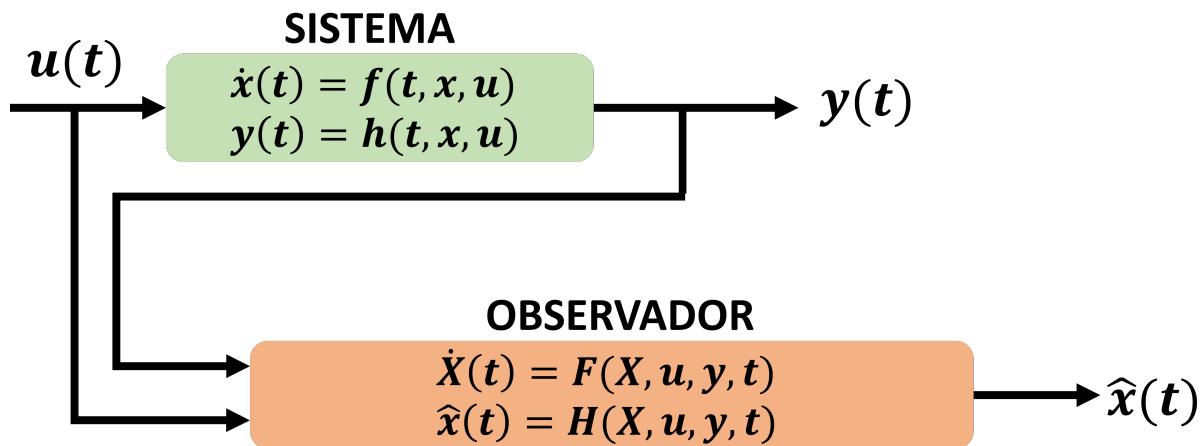 SISTEMA
u(t)
ẋ(t) = f(t, x, u)
y(t) = h(t, x, u)
y(t)
OBSERVADOR
Ẋ(t) = F(X, u, y, t)
x̂(t) = H(X, u, y, t)
x̂(t)